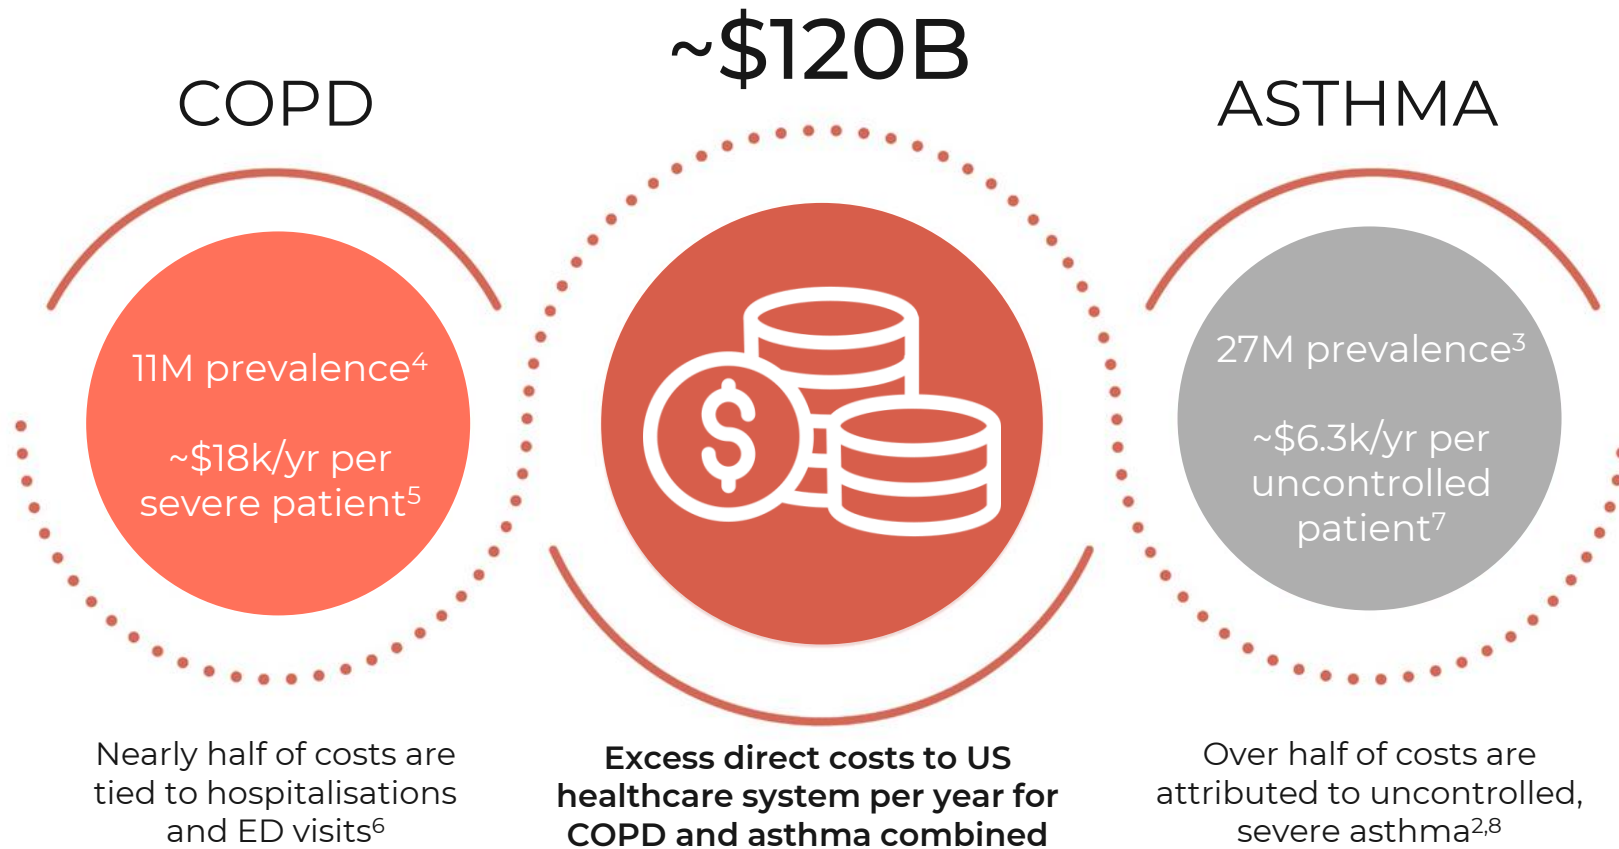 COPD
11M prevalence⁴
~$18k/yr per
severe patient⁵
Nearly half of costs are
tied to hospitalisations
and ED visits⁶
~$120B
$
Excess direct costs to US
healthcare system per year for
COPD and asthma combined
ASTHMA
27M prevalence³
~$6.3k/yr per
uncontrolled
patient⁷
Over half of costs are
attributed to uncontrolled,
severe asthma²,⁸